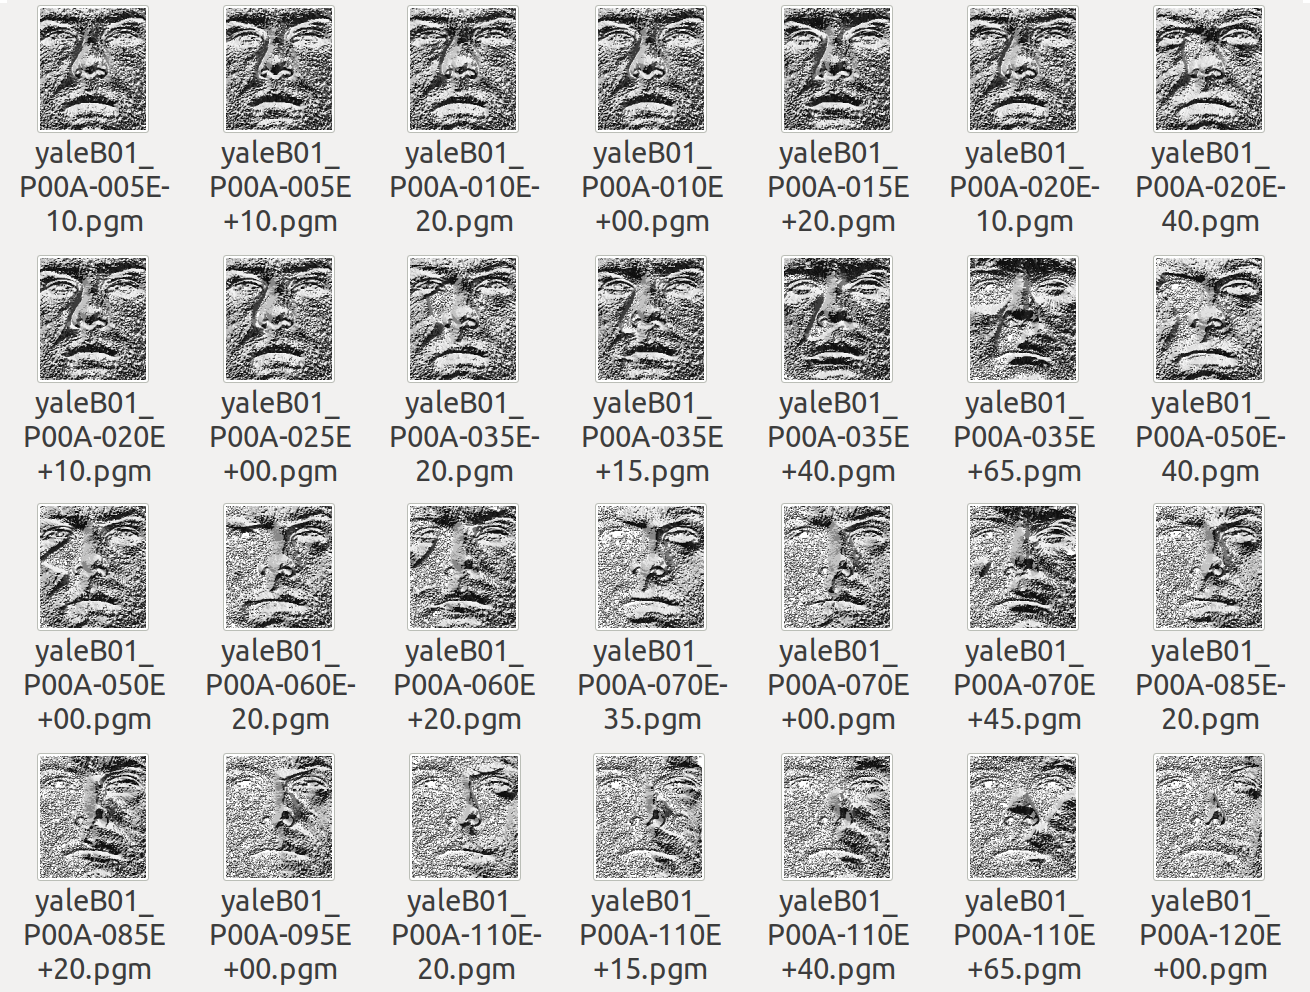 yaleB01_
P00A-005E-
10.pgm
yaleB01_
P00A-005E
+10.pgm
yaleB01_
P00A-010E-
20.pgm
yaleB01_
P00A-010E
+00.pgm
yaleB01_
P00A-015E
+20.pgm
yaleB01_
P00A-020E-
10.pgm
yaleB01_
P00A-020E-
40.pgm
yaleB01_
P00A-020E
+10.pgm
yaleB01_
P00A-025E
+00.pgm
yaleB01_
P00A-035E-
20.pgm
yaleB01_
P00A-035E
+15.pgm
yaleB01_
P00A-035E
+40.pgm
yaleB01_
P00A-035E
+65.pgm
yaleB01_
P00A-050E-
40.pgm
yaleB01_
P00A-050E
+00.pgm
yaleB01_
P00A-060E-
20.pgm
yaleB01_
P00A-060E
+20.pgm
yaleB01_
P00A-070E-
35.pgm
yaleB01_
P00A-070E
+00.pgm
yaleB01_
P00A-070E
+45.pgm
yaleB01_
P00A-085E-
20.pgm
yaleB01_
P00A-085E
+20.pgm
yaleB01_
P00A-095E
+00.pgm
yaleB01_
P00A-110E-
20.pgm
yaleB01_
P00A-110E
+15.pgm
yaleB01_
P00A-110E
+40.pgm
yaleB01_
P00A-110E
+65.pgm
yaleB01_
P00A-120E
+00.pgm